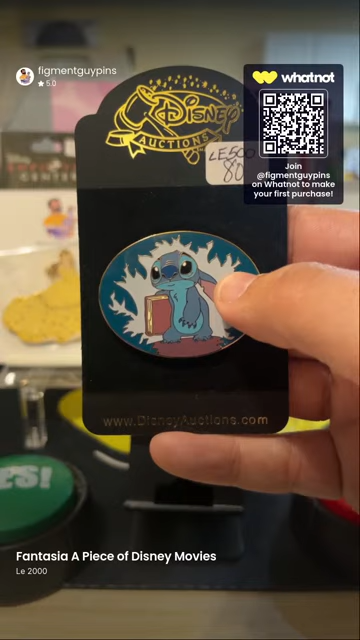 figmentguypins
★ 5.0
whatnot
Join
@figmentguypins
on Whatnot to make
your first purchase!
Disney
AUCTIONS
LE500
80
www.DisneyAuctions.com
Fantasia A Piece of Disney Movies
Le 2000